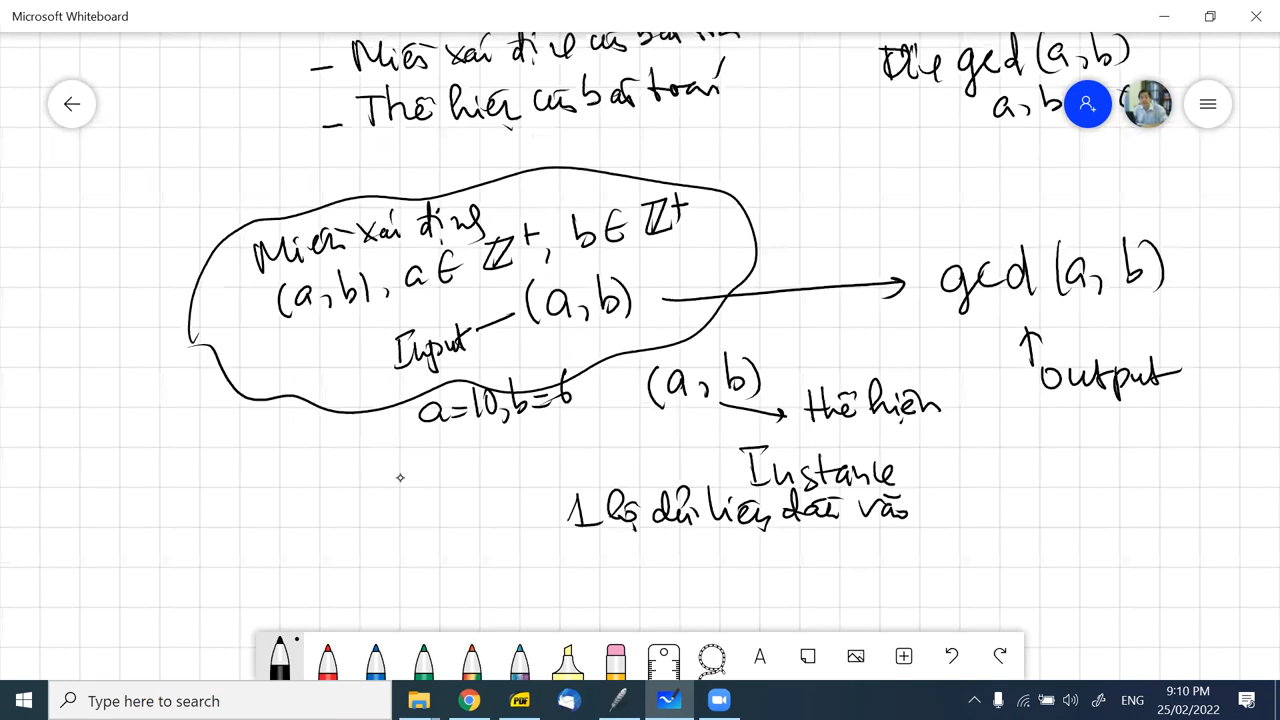 Microsoft Whiteboard
- Miền xác định của bài toán
- Thể hiện của bài toán
gcd (a, b)
a, b
Miền xác định
(a, b), a ∈ ℤ⁺, b ∈ ℤ⁺
(a, b)
gcd (a, b)
Input
output
a=10, b=6
(a, b)
thể hiện
Instance
1 bộ dữ liệu đầu vào
A
Type here to search
PDF
ENG
9:10 PM
25/02/2022